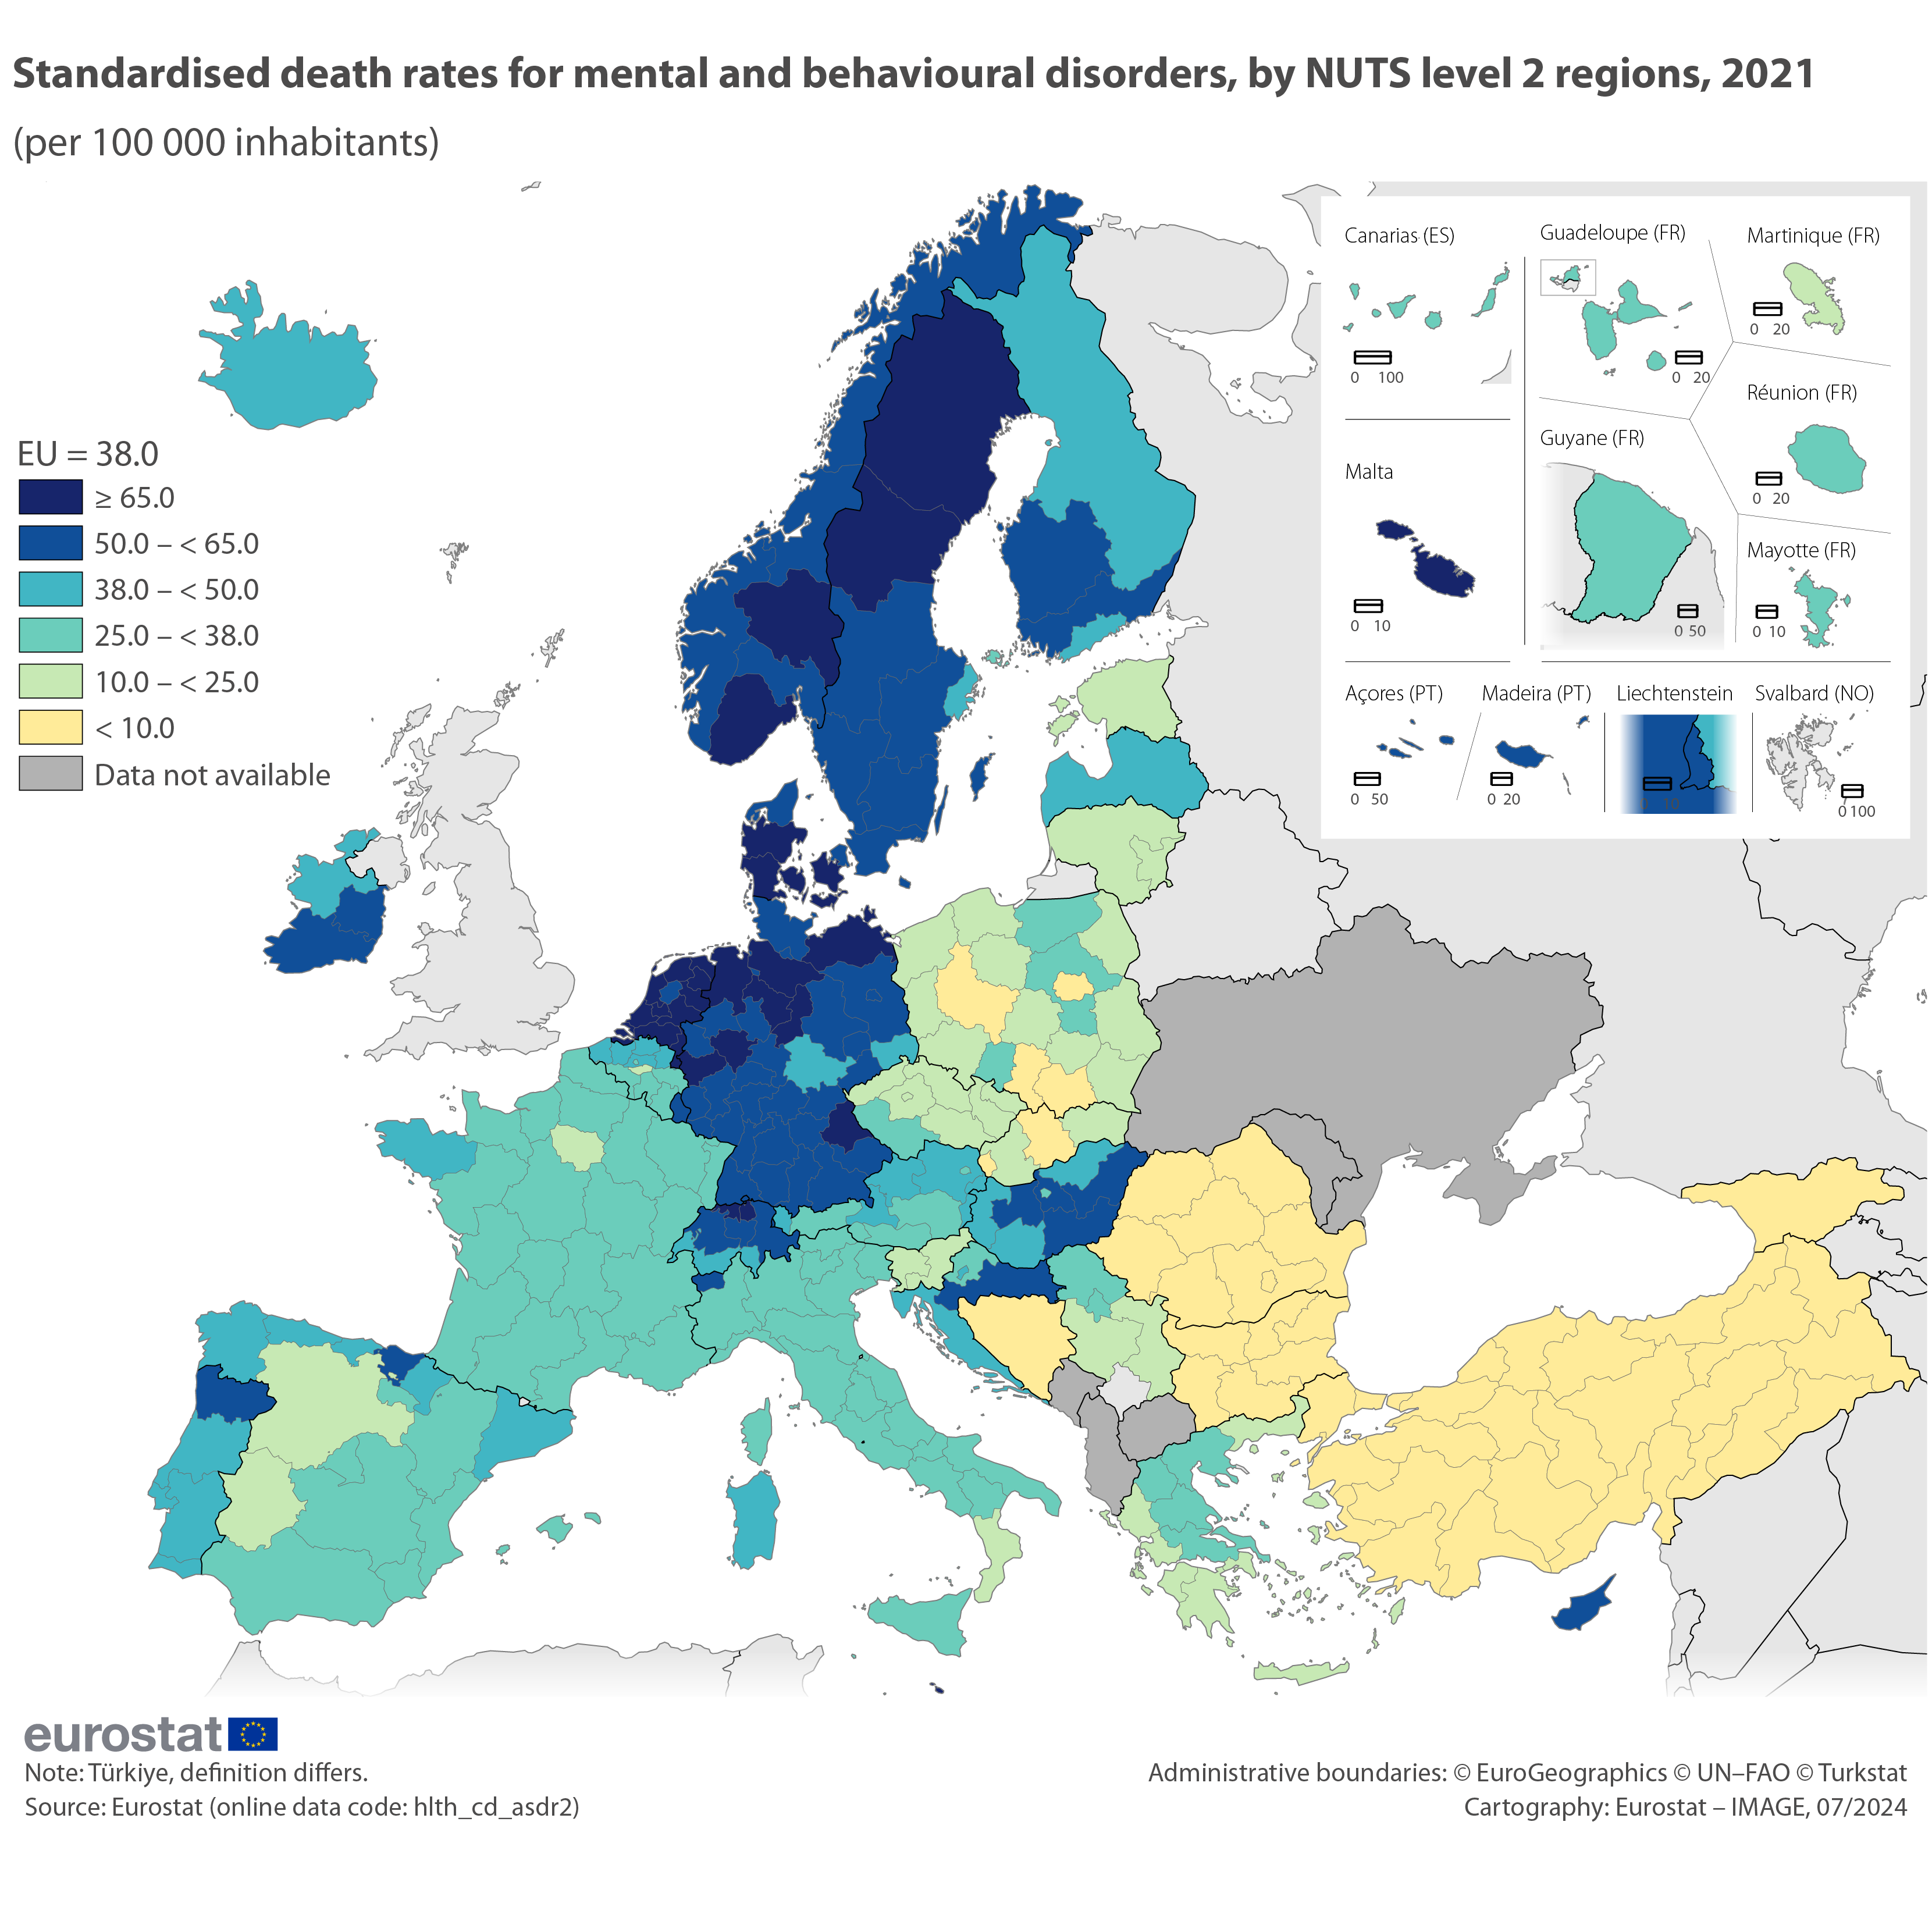 Standardised death rates for mental and behavioural disorders, by NUTS level 2 regions, 2021
(per 100 000 inhabitants)
EU = 38.0
≥ 65.0
50.0 – < 65.0
38.0 – < 50.0
25.0 – < 38.0
10.0 – < 25.0
< 10.0
Data not available
Canarias (ES)
0 100
Guadeloupe (FR)
0 20
Martinique (FR)
0 20
Réunion (FR)
0 20
Guyane (FR)
0 50
Malta
0 10
Mayotte (FR)
0 10
Açores (PT)
0 50
Madeira (PT)
0 20
Liechtenstein
0 10
Svalbard (NO)
0 100
eurostat
Note: Türkiye, definition differs.
Source: Eurostat (online data code: hlth_cd_asdr2)
Administrative boundaries: © EuroGeographics © UN–FAO © Turkstat
Cartography: Eurostat – IMAGE, 07/2024